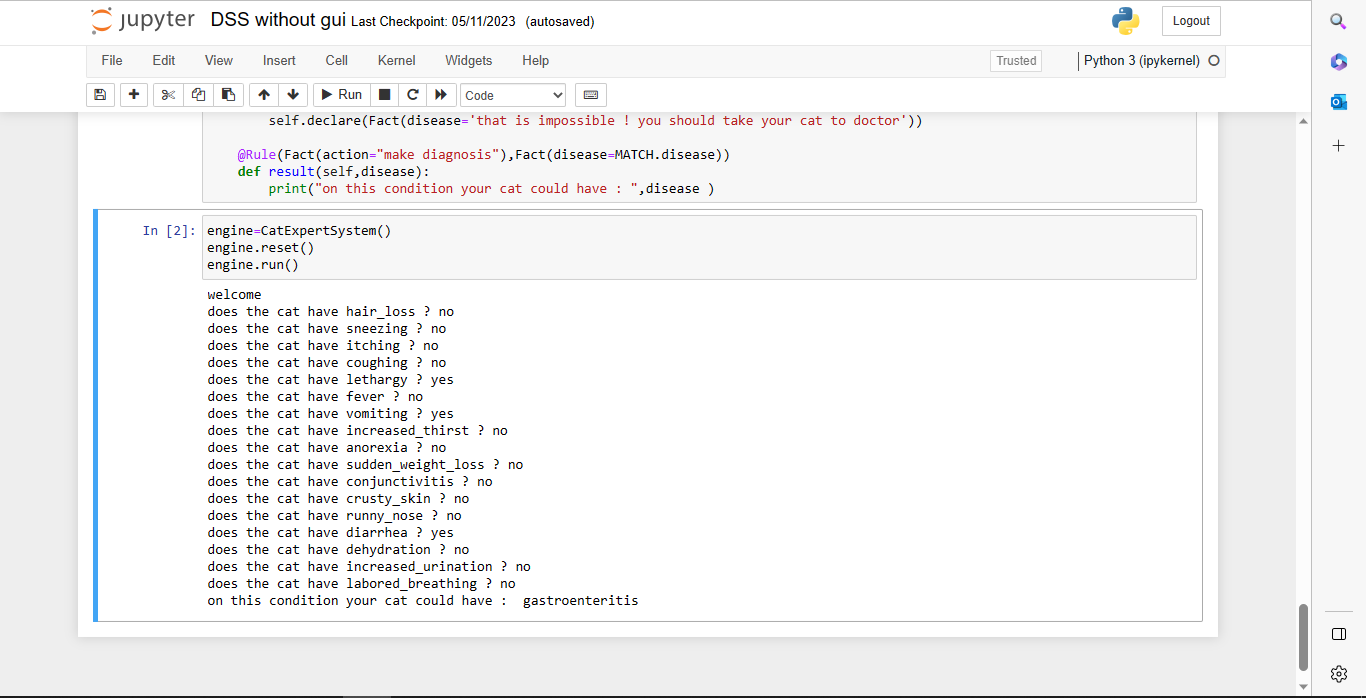 jupyter DSS without gui Last Checkpoint: 05/11/2023 (autosaved)
Logout
File Edit View Insert Cell Kernel Widgets Help
Trusted
Python 3 (ipykernel)
Run
Code
self.declare(Fact(disease='that is impossible ! you should take your cat to doctor'))
@Rule(Fact(action="make diagnosis"),Fact(disease=MATCH.disease))
def result(self,disease):
print("on this condition your cat could have : ",disease )
In [2]:
engine=CatExpertSystem()
engine.reset()
engine.run()
welcome
does the cat have hair_loss ? no
does the cat have sneezing ? no
does the cat have itching ? no
does the cat have coughing ? no
does the cat have lethargy ? yes
does the cat have fever ? no
does the cat have vomiting ? yes
does the cat have increased_thirst ? no
does the cat have anorexia ? no
does the cat have sudden_weight_loss ? no
does the cat have conjunctivitis ? no
does the cat have crusty_skin ? no
does the cat have runny_nose ? no
does the cat have diarrhea ? yes
does the cat have dehydration ? no
does the cat have increased_urination ? no
does the cat have labored_breathing ? no
on this condition your cat could have :  gastroenteritis